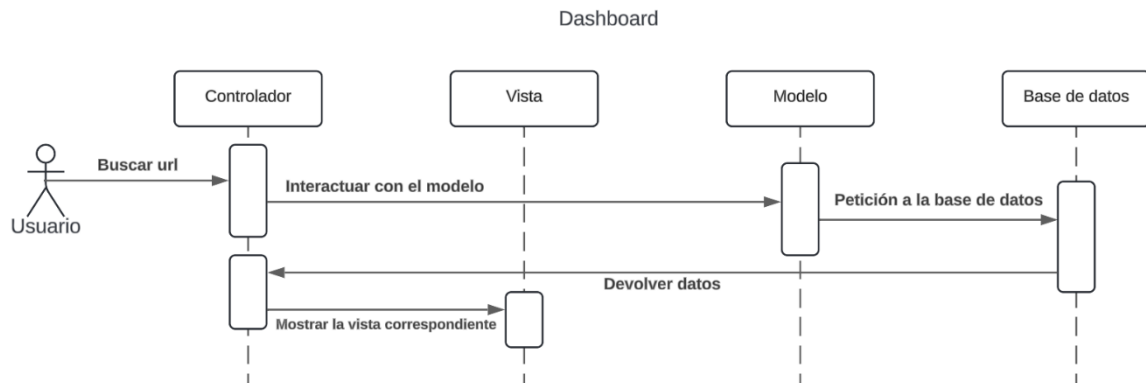 Dashboard
Controlador
Vista
Modelo
Base de datos
Buscar url
Interactuar con el modelo
Petición a la base de datos
Usuario
Devolver datos
Mostrar la vista correspondiente